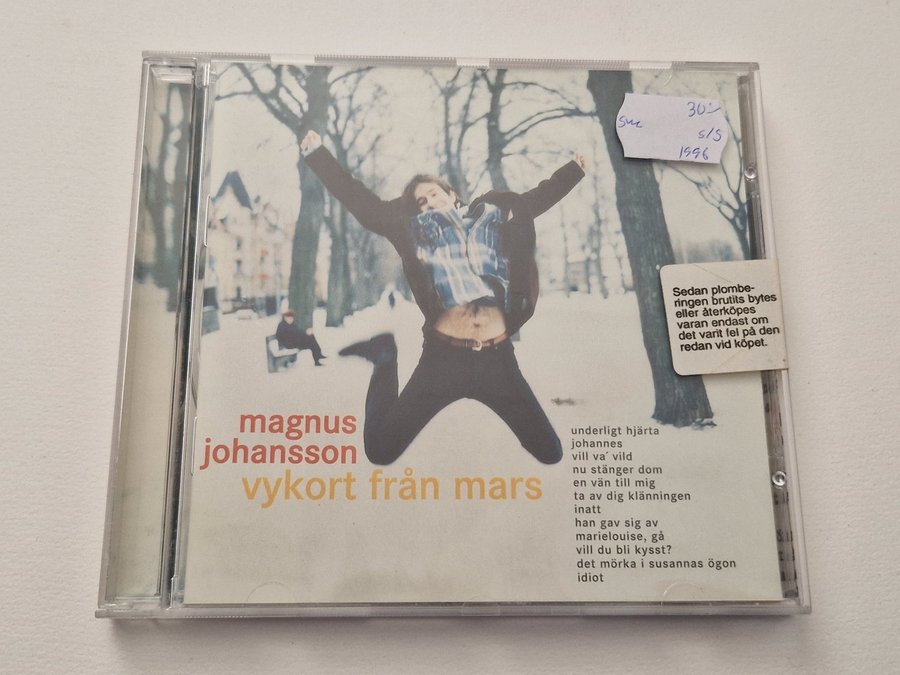 30:-
s/s
1996
Sedan plombe-
ringen brutits bytes
eller återköpes
varan endast om
det varit fel på den
redan vid köpet.
magnus
johansson
vykort från mars
underligt hjärta
johannes
vill va´ vild
nu stänger dom
en vän till mig
ta av dig klänningen
inatt
han gav sig av
marielouise, gå
vill du bli kysst?
det mörka i susannas ögon
idiot